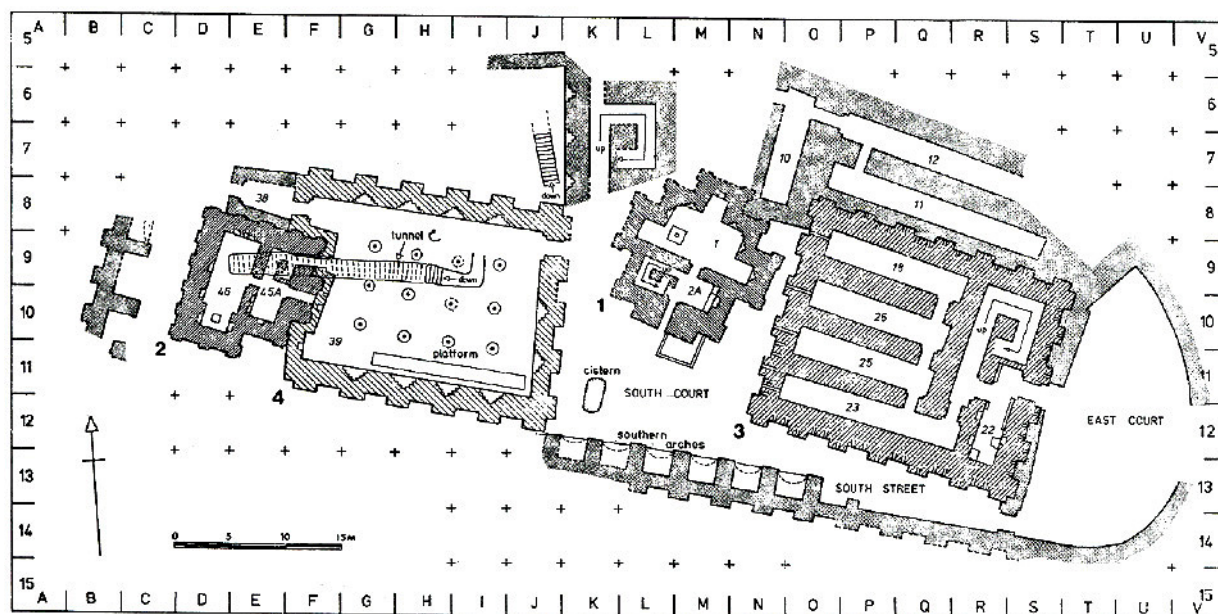 A B C D E F G H I J K L M N O P Q R S T U V
5 5
6 6
7 7
8 8
9 9
10 10
11 11
12 12
13 13
14 14
15 15
up
10
12
11
down
38
tunnel
down
1
46
45A
2A
18
26
up
1
2
39
platform
25
cistern
SOUTH COURT
23
EAST COURT
4
3
22
southern
arches
SOUTH STREET
0 5 10 15M
A B C D E F G H I J K L M N O P Q R S T U V